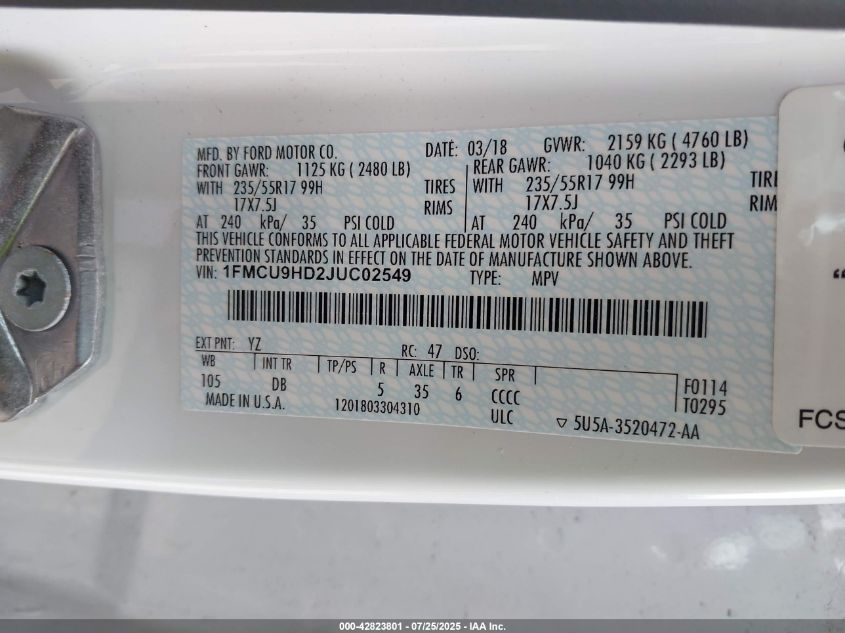 MFD. BY FORD MOTOR CO. DATE: 03/18 GVWR: 2159 KG ( 4760 LB)
FRONT GAWR: 1125 KG ( 2480 LB) REAR GAWR: 1040 KG ( 2293 LB)
WITH 235/55R17 99H TIRES WITH 235/55R17 99H TIRE
17X7.5J RIMS 17X7.5J RIM
AT 240 kPa/ 35 PSI COLD AT 240 kPa/ 35 PSI COLD
THIS VEHICLE CONFORMS TO ALL APPLICABLE FEDERAL MOTOR VEHICLE SAFETY AND THEFT
PREVENTION STANDARDS IN EFFECT ON THE DATE OF MANUFACTURE SHOWN ABOVE.
VIN: 1FMCU9HD2JUC02549 TYPE: MPV
EXT PNT: YZ RC: 47 DSO:
WB INT TR TP/PS R AXLE TR SPR
105 DB 5 35 6 CCCC F0114
MADE IN U.S.A. 1201803304310 ULC ▽ 5U5A-3520472-AA T0295
FCS
000-42823801 - 07/25/2025 - IAA Inc.